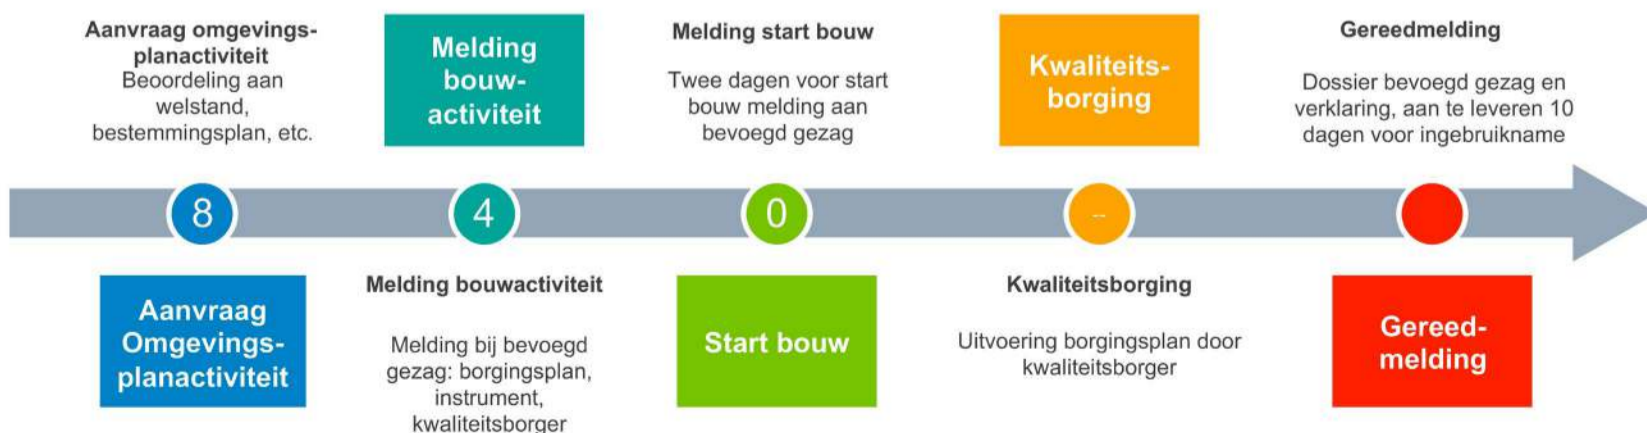 Aanvraag omgevings-
planactiviteit
Beoordeling aan
welstand,
bestemmingsplan, etc.
Melding
bouw-
activiteit
Melding start bouw
Twee dagen voor start
bouw melding aan
bevoegd gezag
Kwaliteits-
borging
Gereedmelding
Dossier bevoegd gezag en
verklaring, aan te leveren 10
dagen voor ingebruikname
8
4
0
--
Aanvraag
Omgevings-
planactiviteit
Melding bouwactiviteit
Melding bij bevoegd
gezag: borgingsplan,
instrument,
kwaliteitsborger
Start bouw
Kwaliteitsborging
Uitvoering borgingsplan door
kwaliteitsborger
Gereed-
melding